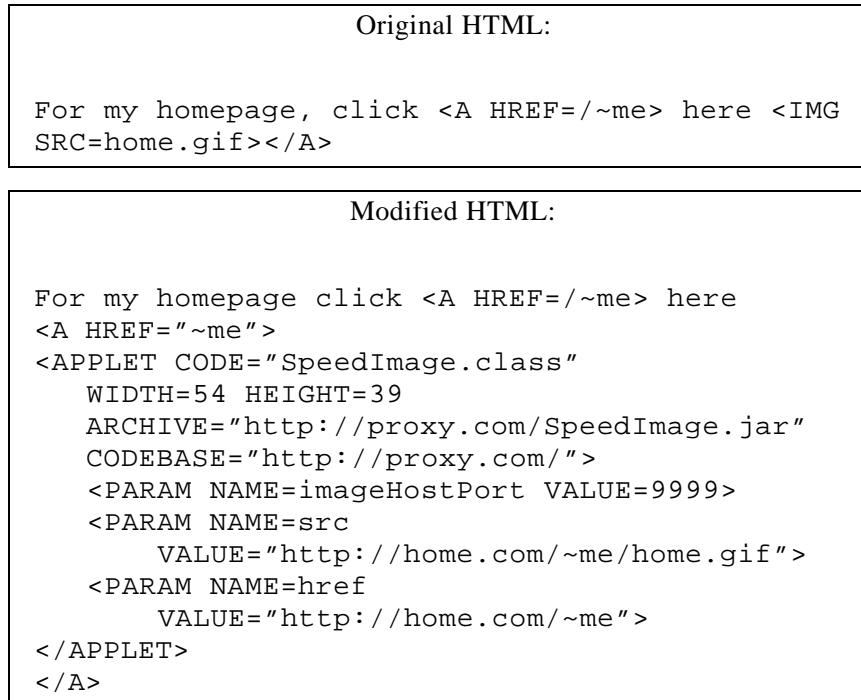 Original HTML:
For my homepage, click <A HREF=/~me> here <IMG
SRC=home.gif></A>
Modified HTML:
For my homepage click <A HREF=/~me> here
<A HREF="~me">
<APPLET CODE="SpeedImage.class"
WIDTH=54 HEIGHT=39
ARCHIVE="http://proxy.com/SpeedImage.jar"
CODEBASE="http://proxy.com/">
<PARAM NAME=imageHostPort VALUE=9999>
<PARAM NAME=src
VALUE="http://home.com/~me/home.gif">
<PARAM NAME=href
VALUE="http://home.com/~me">
</APPLET>
</A>